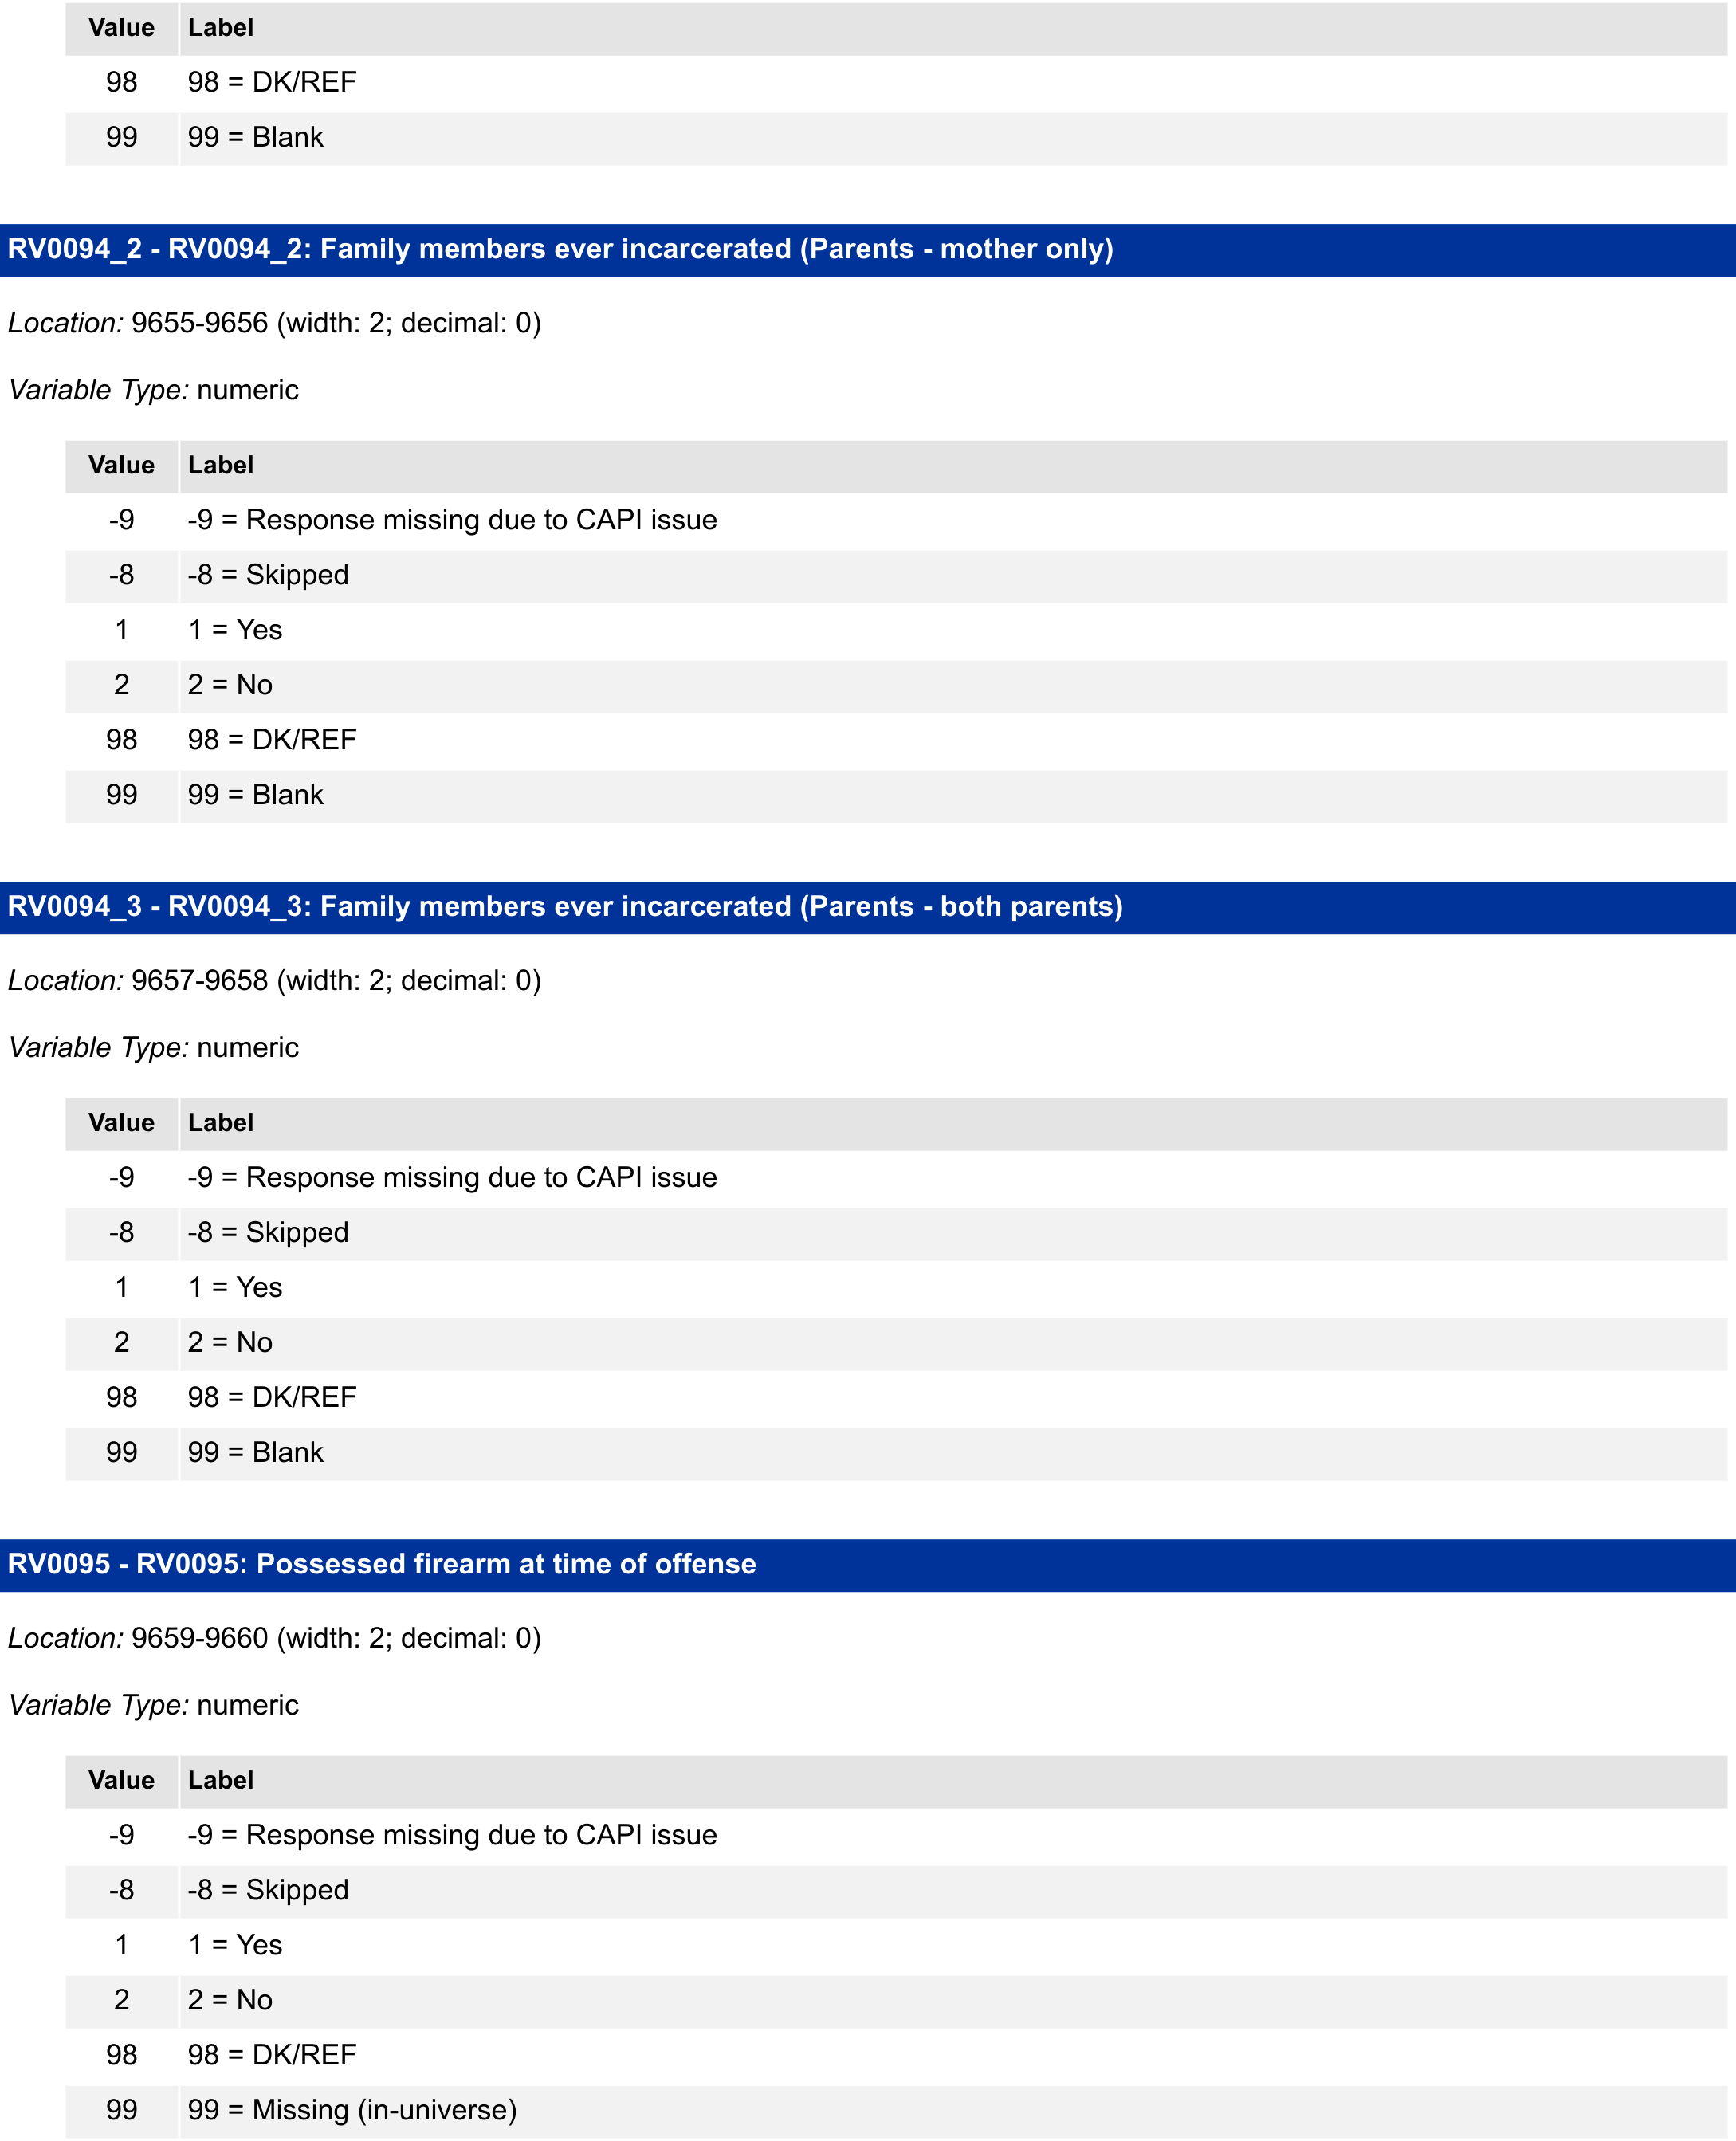 Value Label
98 98 = DK/REF
99 99 = Blank
RV0094_2 - RV0094_2: Family members ever incarcerated (Parents - mother only)
Location: 9655-9656 (width: 2; decimal: 0)
Variable Type: numeric
Value Label
-9 -9 = Response missing due to CAPI issue
-8 -8 = Skipped
1 1 = Yes
2 2 = No
98 98 = DK/REF
99 99 = Blank
RV0094_3 - RV0094_3: Family members ever incarcerated (Parents - both parents)
Location: 9657-9658 (width: 2; decimal: 0)
Variable Type: numeric
Value Label
-9 -9 = Response missing due to CAPI issue
-8 -8 = Skipped
1 1 = Yes
2 2 = No
98 98 = DK/REF
99 99 = Blank
RV0095 - RV0095: Possessed firearm at time of offense
Location: 9659-9660 (width: 2; decimal: 0)
Variable Type: numeric
Value Label
-9 -9 = Response missing due to CAPI issue
-8 -8 = Skipped
1 1 = Yes
2 2 = No
98 98 = DK/REF
99 99 = Missing (in-universe)